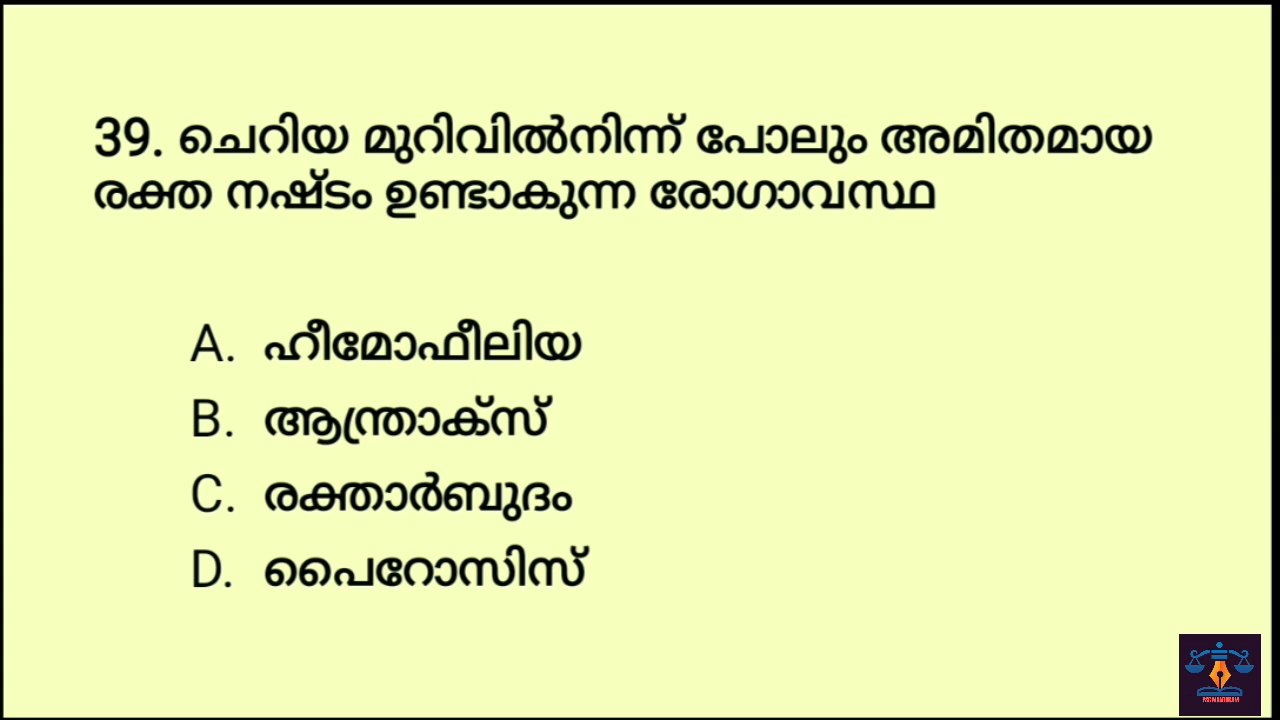 39. ചെറിയ മുറിവിൽനിന്ന് പോലും അമിതമായ
രക്ത നഷ്ടം ഉണ്ടാകുന്ന രോഗാവസ്ഥ
A. ഹീമോഫീലിയ
B. ആന്ത്രാക്സ്
C. രക്താർബുദം
D. പൈറോസിസ്